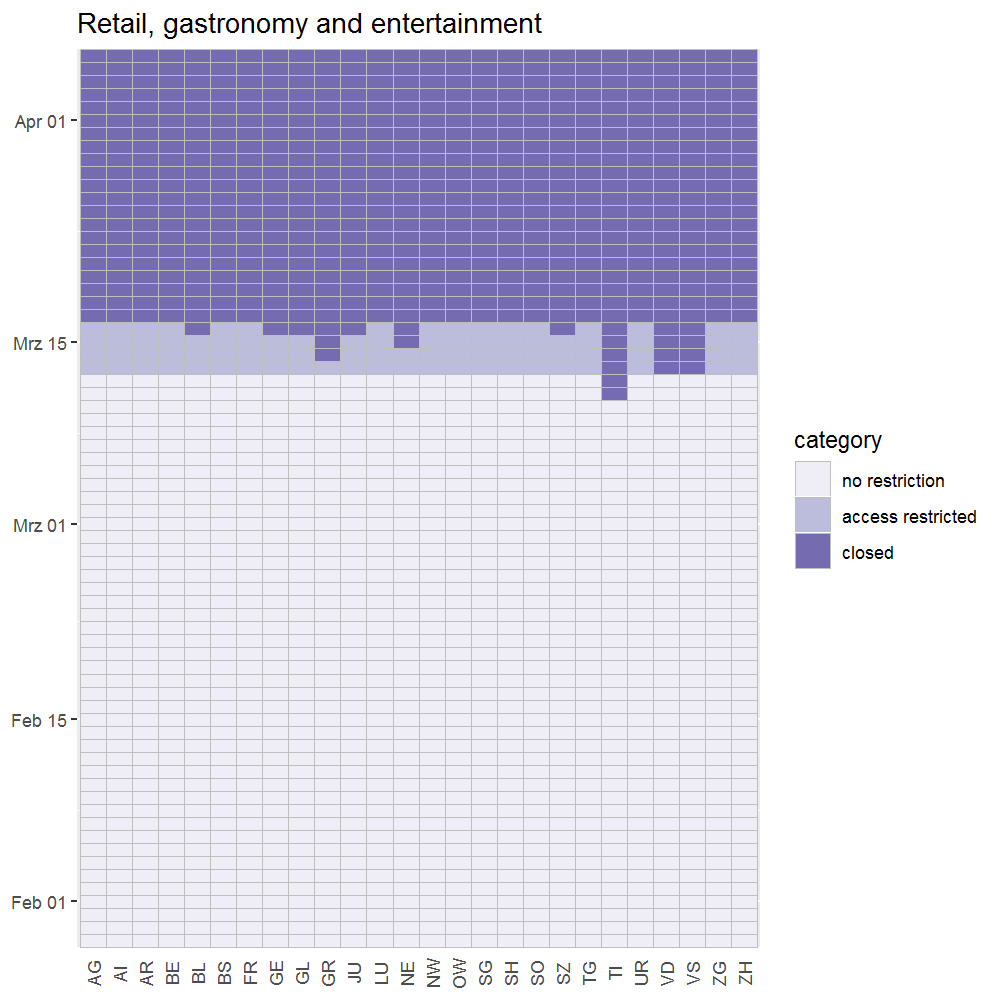 Retail, gastronomy and entertainment
Apr 01
Mrz 15
Mrz 01
Feb 15
Feb 01
category
no restriction
access restricted
closed
AG AI AR BE BL BS FR GE GL GR JU LU NE NW OW SG SH SO SZ TG TI UR VD VS ZG ZH